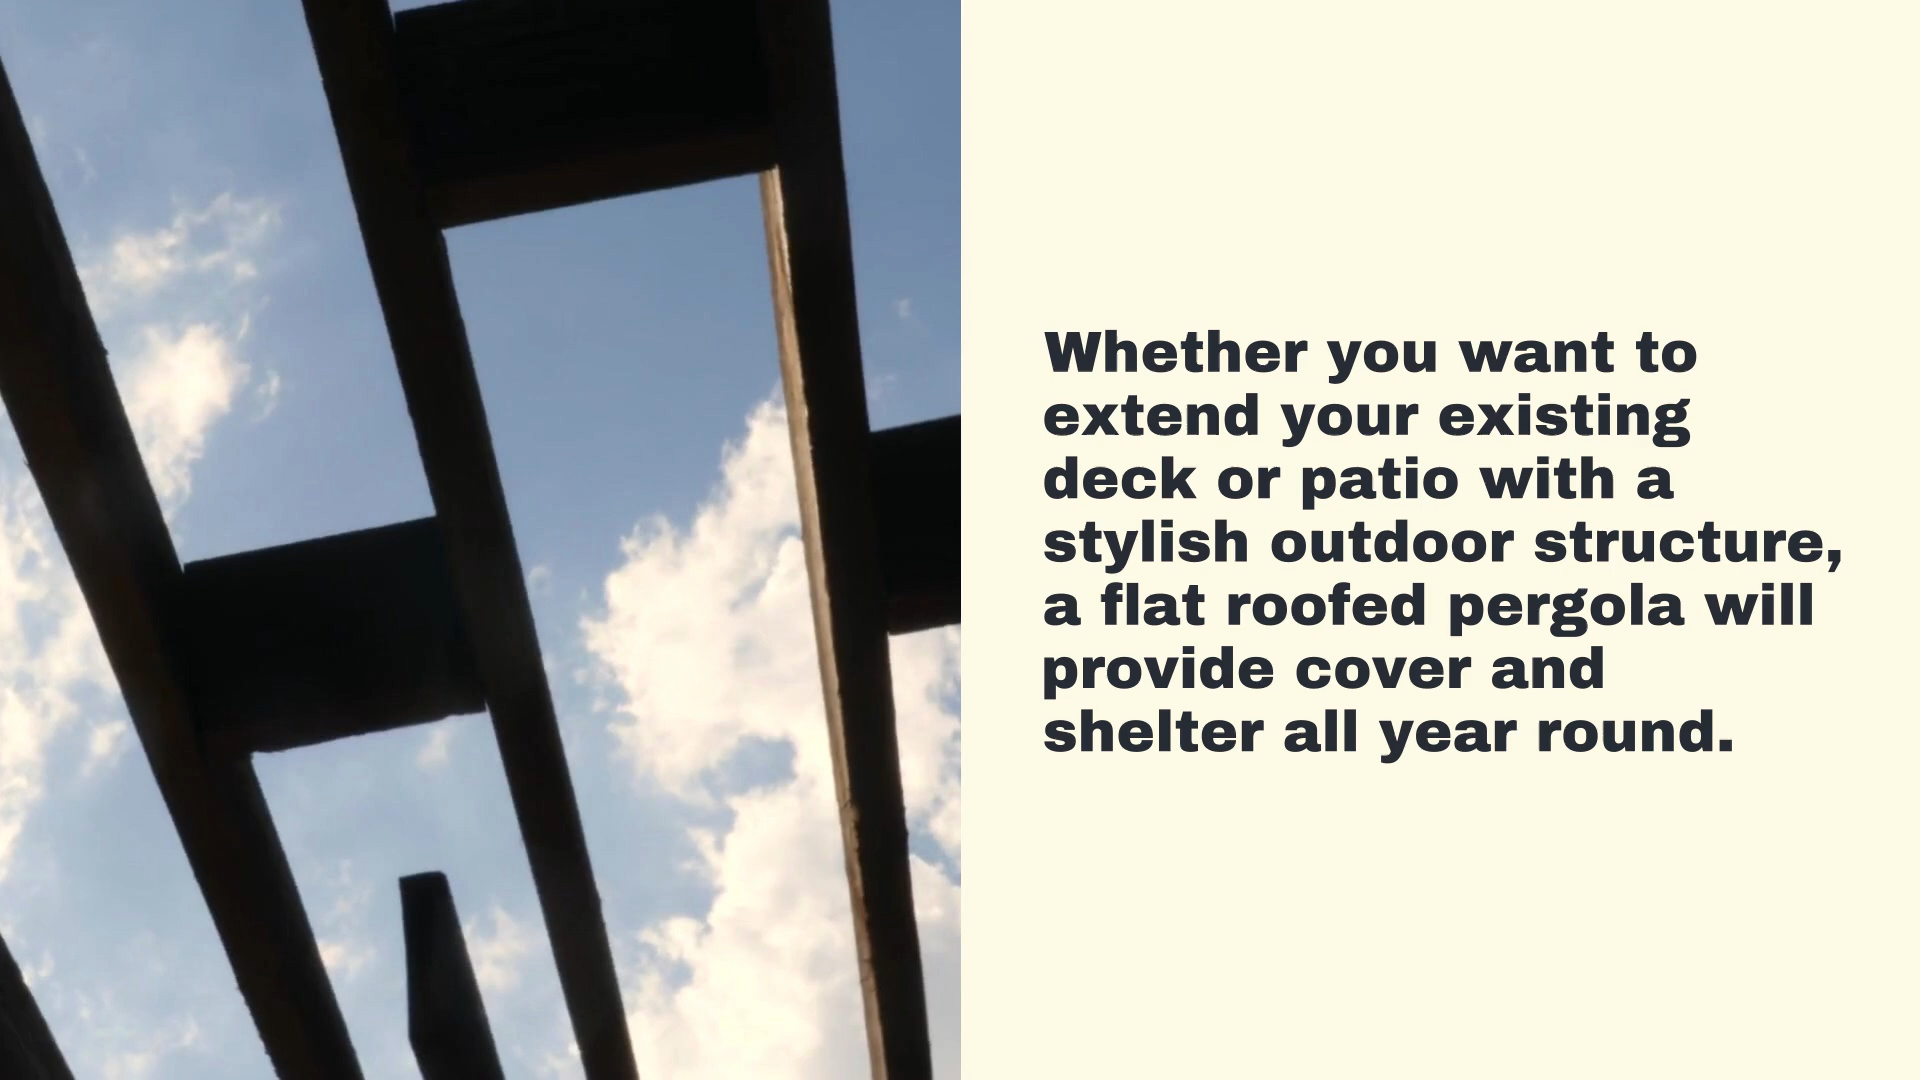 Whether you want to
extend your existing
deck or patio with a
stylish outdoor structure,
a flat roofed pergola will
provide cover and
shelter all year round.